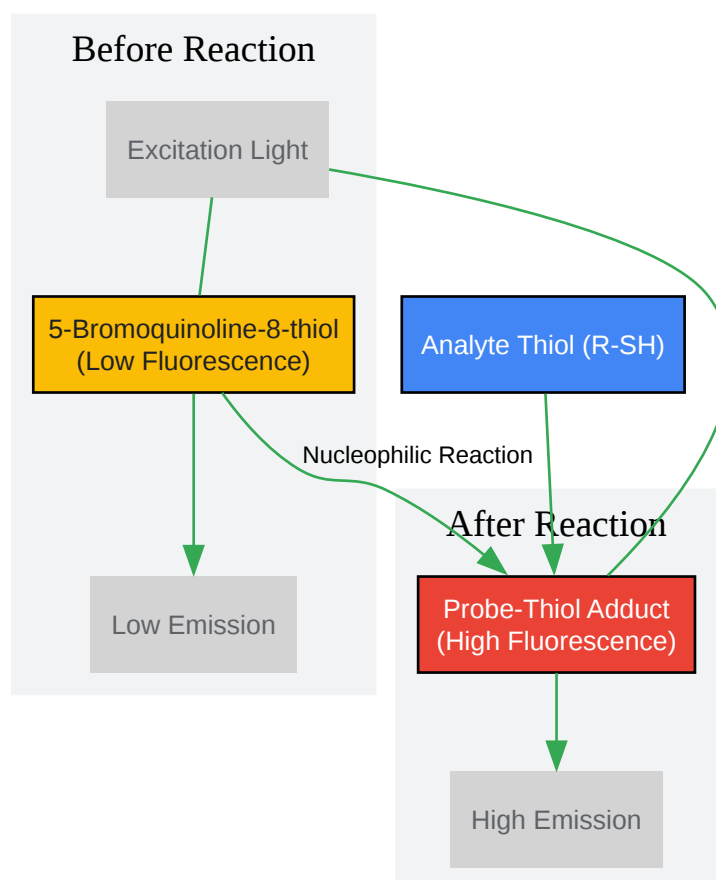 Before Reaction
Excitation Light
5-Bromoquinoline-8-thiol
(Low Fluorescence)
Analyte Thiol (R-SH)
Nucleophilic Reaction
After Reaction
Low Emission
Probe-Thiol Adduct
(High Fluorescence)
High Emission